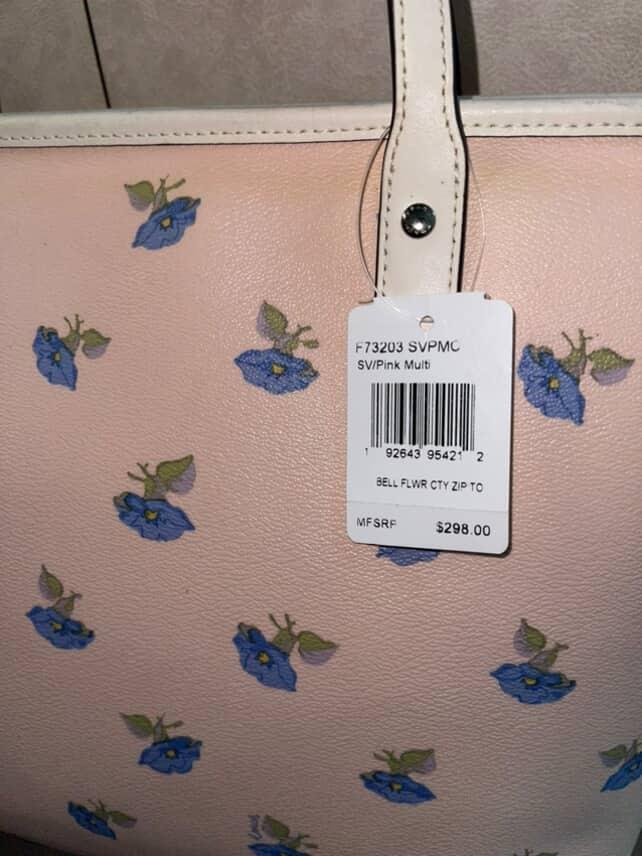 F73203 SVPMC
SV/Pink Multi
1 92643 95421 2
BELL FLWR CTY ZIP TO
MFSRP $298.00